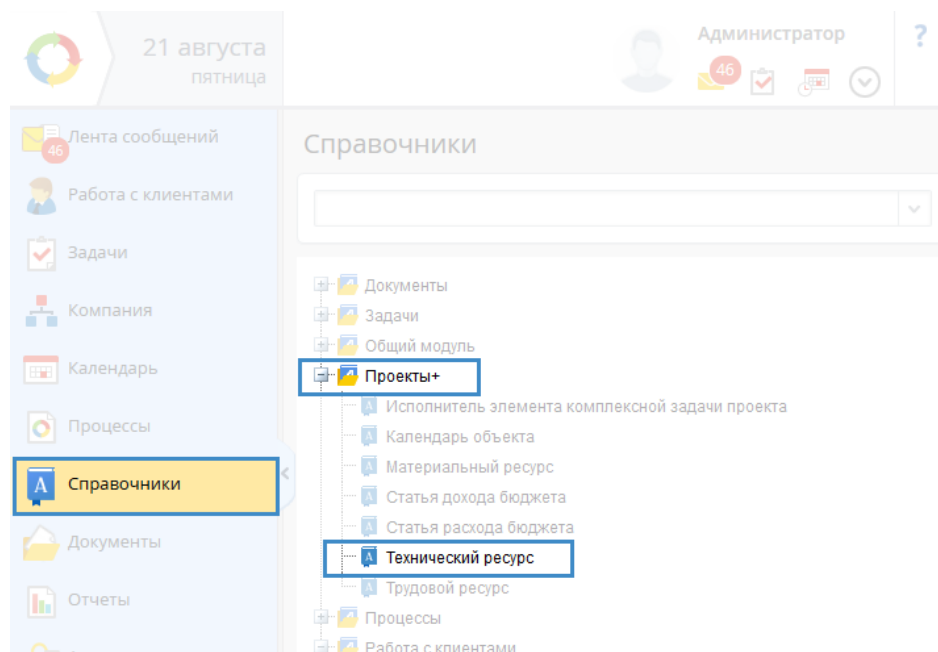 21 августа
пятница
Администратор
?
46
Лента сообщений
46
Работа с клиентами
Задачи
Компания
Календарь
Процессы
Справочники
Документы
Отчеты
Справочники
Документы
Задачи
Общий модуль
Проекты+
Исполнитель элемента комплексной задачи проекта
Календарь объекта
Материальный ресурс
Статья дохода бюджета
Статья расхода бюджета
Технический ресурс
Трудовой ресурс
Процессы
Работа с клиентами